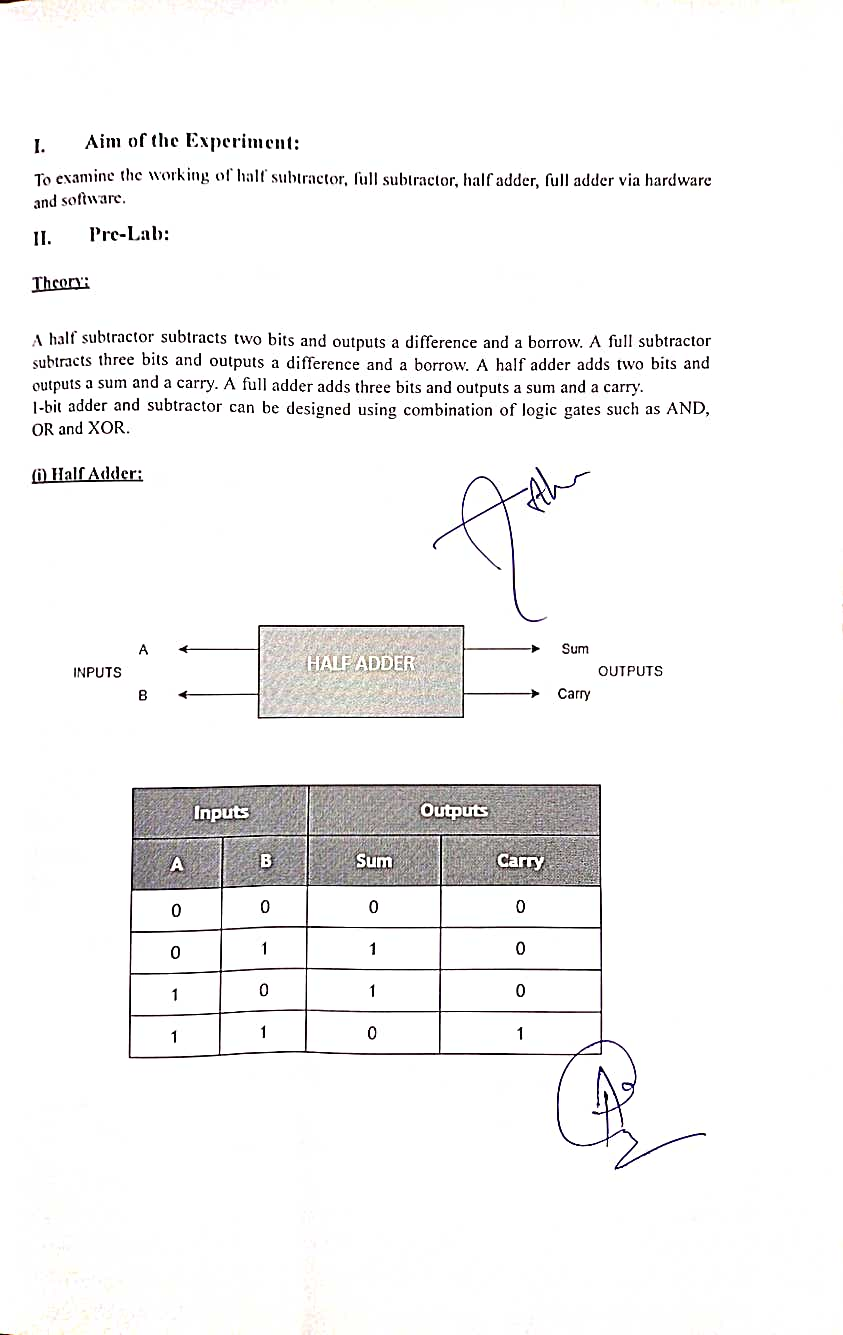 I. Aim of the Experiment:
To examine the working of half subtractor, full subtractor, half adder, full adder via hardware
and software.
II. Pre-Lab:
Theory:
A half subtractor subtracts two bits and outputs a difference and a borrow. A full subtractor
subtracts three bits and outputs a difference and a borrow. A half adder adds two bits and
outputs a sum and a carry. A full adder adds three bits and outputs a sum and a carry.
1-bit adder and subtractor can be designed using combination of logic gates such as AND,
OR and XOR.
(i) Half Adder:
A
INPUTS
B
HALF ADDER
Sum
OUTPUTS
Carry
Inputs Outputs
A B Sum Carry
0 0 0 0
0 1 1 0
1 0 1 0
1 1 0 1